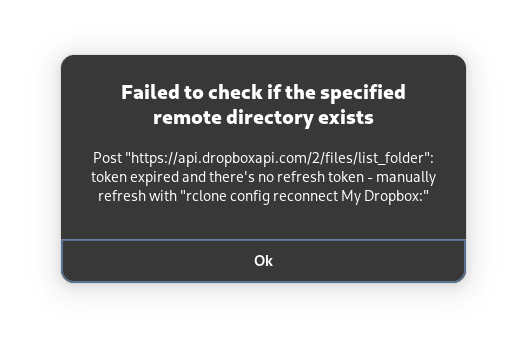 Failed to check if the specified
remote directory exists
Post "https://api.dropboxapi.com/2/files/list_folder":
token expired and there's no refresh token - manually
refresh with "rclone config reconnect My Dropbox:"
Ok